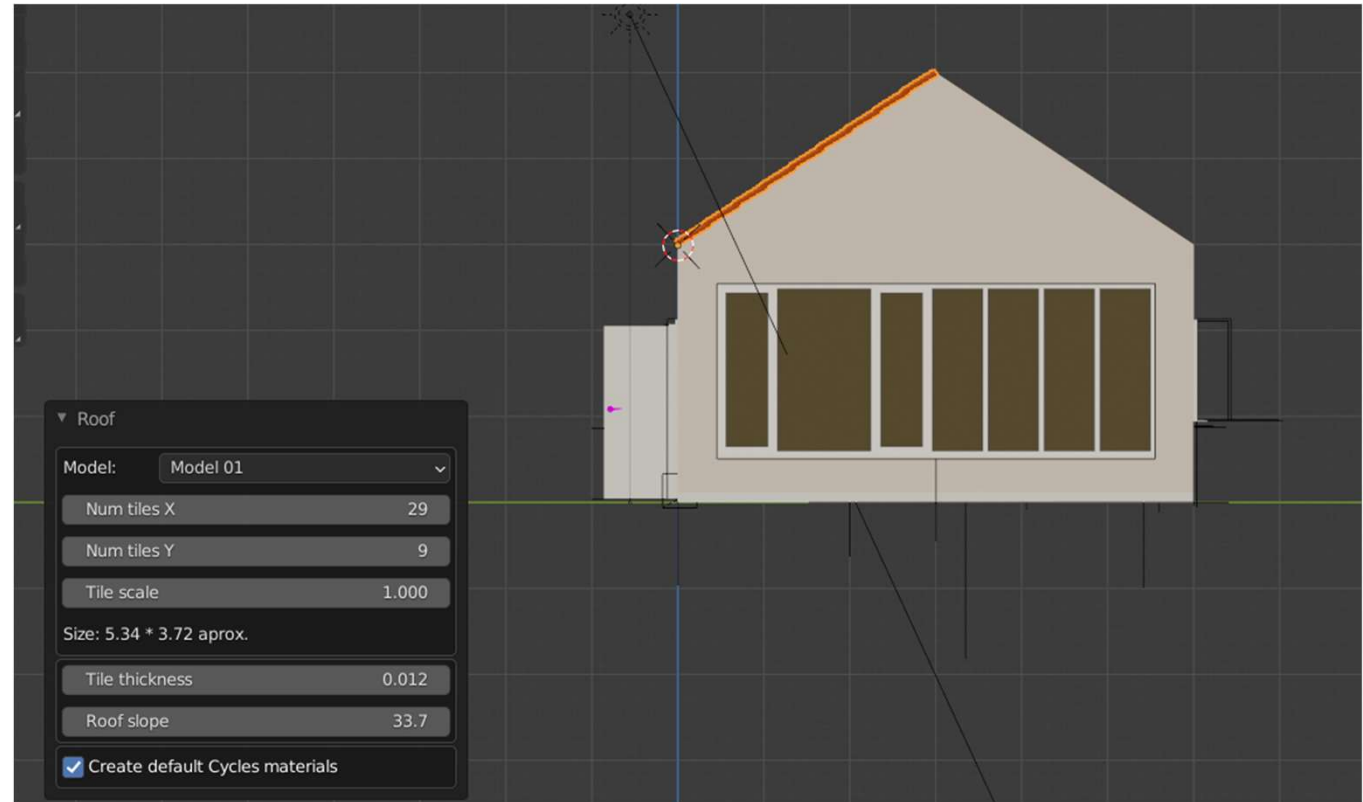 Roof
Model: Model 01
Num tiles X 29
Num tiles Y 9
Tile scale 1.000
Size: 5.34 * 3.72 aprox.
Tile thickness 0.012
Roof slope 33.7
Create default Cycles materials